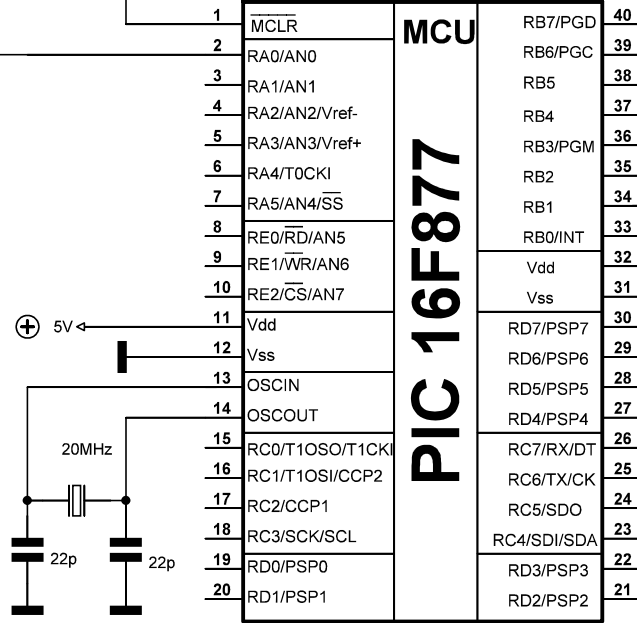 1 MCLR
2 RA0/AN0
3 RA1/AN1
4 RA2/AN2/Vref-
5 RA3/AN3/Vref+
6 RA4/T0CKI
7 RA5/AN4/SS
8 RE0/RD/AN5
9 RE1/WR/AN6
10 RE2/CS/AN7
5V 11 Vdd
12 Vss
13 OSCIN
14 OSCOUT
20MHz
22p
22p
15 RC0/T1OSO/T1CKI
16 RC1/T1OSI/CCP2
17 RC2/CCP1
18 RC3/SCK/SCL
19 RD0/PSP0
20 RD1/PSP1
MCU
PIC 16F877
RB7/PGD 40
RB6/PGC 39
RB5 38
RB4 37
RB3/PGM 36
RB2 35
RB1 34
RB0/INT 33
Vdd 32
Vss 31
RD7/PSP7 30
RD6/PSP6 29
RD5/PSP5 28
RD4/PSP4 27
RC7/RX/DT 26
RC6/TX/CK 25
RC5/SDO 24
RC4/SDI/SDA 23
RD3/PSP3 22
RD2/PSP2 21